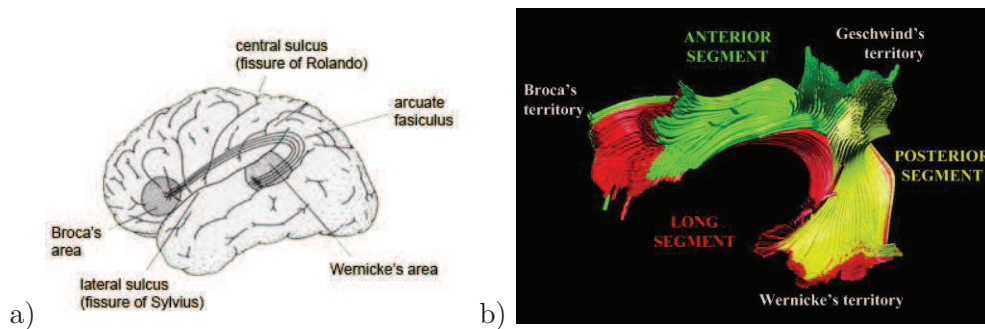 central sulcus
(fissure of Rolando)
arcuate
fasiculus
Broca's
area
Wernicke's area
lateral sulcus
(fissure of Sylvius)
a)
ANTERIOR
SEGMENT
Geschwind's
territory
Broca's
territory
POSTERIOR
SEGMENT
LONG
SEGMENT
Wernicke's territory
b)